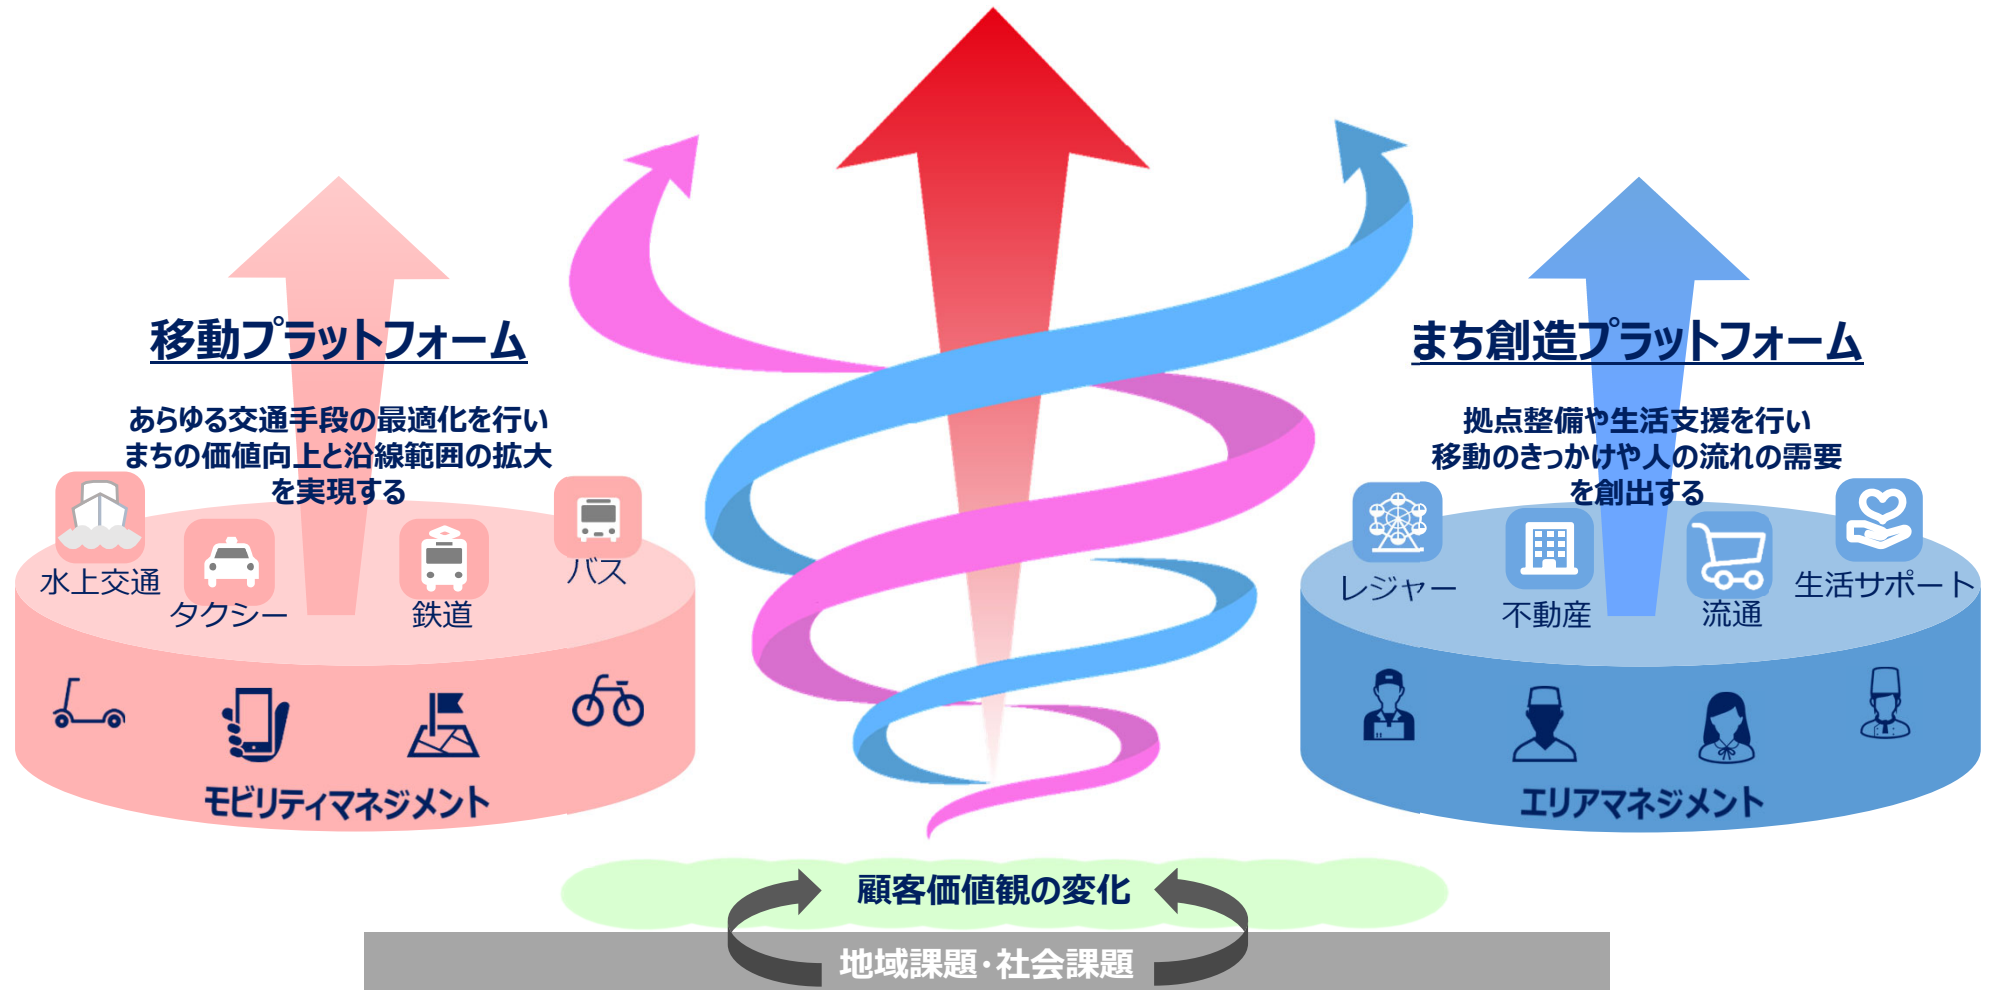 移動プラットフォーム
あらゆる交通手段の最適化を行い
まちの価値向上と沿線範囲の拡大
を実現する
水上交通
タクシー
鉄道
バス
モビリティマネジメント
まち創造プラットフォーム
拠点整備や生活支援を行い
移動のきっかけや人の流れの需要
を創出する
レジャー
不動産
流通
生活サポート
エリアマネジメント
顧客価値観の変化
地域課題・社会課題